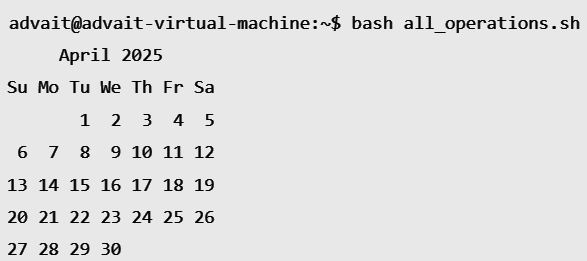 advait@advait-virtual-machine:~$ bash all_operations.sh
     April 2025
Su Mo Tu We Th Fr Sa
       1  2  3  4  5
 6  7  8  9 10 11 12
13 14 15 16 17 18 19
20 21 22 23 24 25 26
27 28 29 30